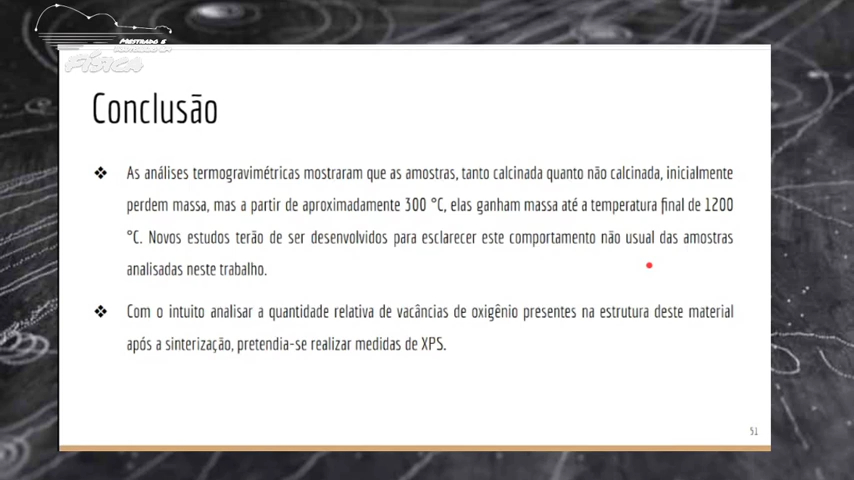 MESTRADO E
FÍSICA
Conclusão
❖ As análises termogravimétricas mostraram que as amostras, tanto calcinada quanto não calcinada, inicialmente
perdem massa, mas a partir de aproximadamente 300 °C, elas ganham massa até a temperatura final de 1200
°C. Novos estudos terão de ser desenvolvidos para esclarecer este comportamento não usual das amostras
analisadas neste trabalho.
❖ Com o intuito analisar a quantidade relativa de vacâncias de oxigênio presentes na estrutura deste material
após a sinterização, pretendia-se realizar medidas de XPS.
51